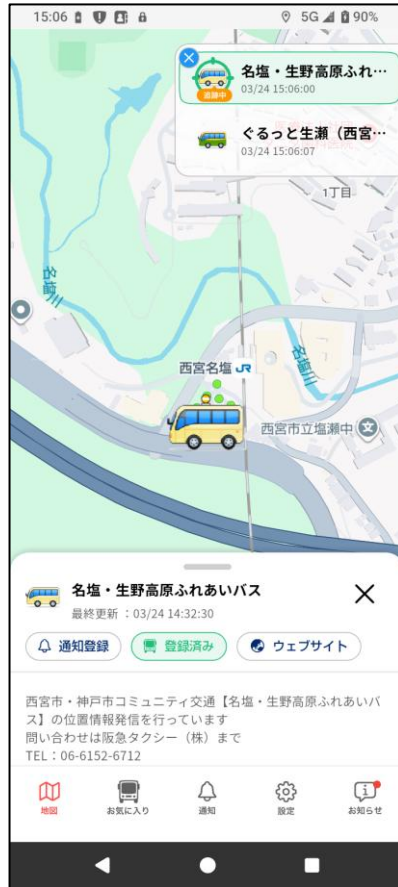 15:06
5G 90%
名塩・生野高原ふれ…
追跡中
03/24 15:06:00
ぐるっと生瀬（西宮…
03/24 15:06:07
1丁目
名塩川
西宮名塩 JR
名塩川
西宮市立塩瀬中
名塩・生野高原ふれあいバス
最終更新：03/24 14:32:30
通知登録
登録済み
ウェブサイト
西宮市・神戸市コミュニティ交通【名塩・生野高原ふれあいバ
ス】の位置情報発信を行っています
問い合わせは阪急タクシー（株）まで
TEL：06-6152-6712
地図
お気に入り
通知
設定
お知らせ